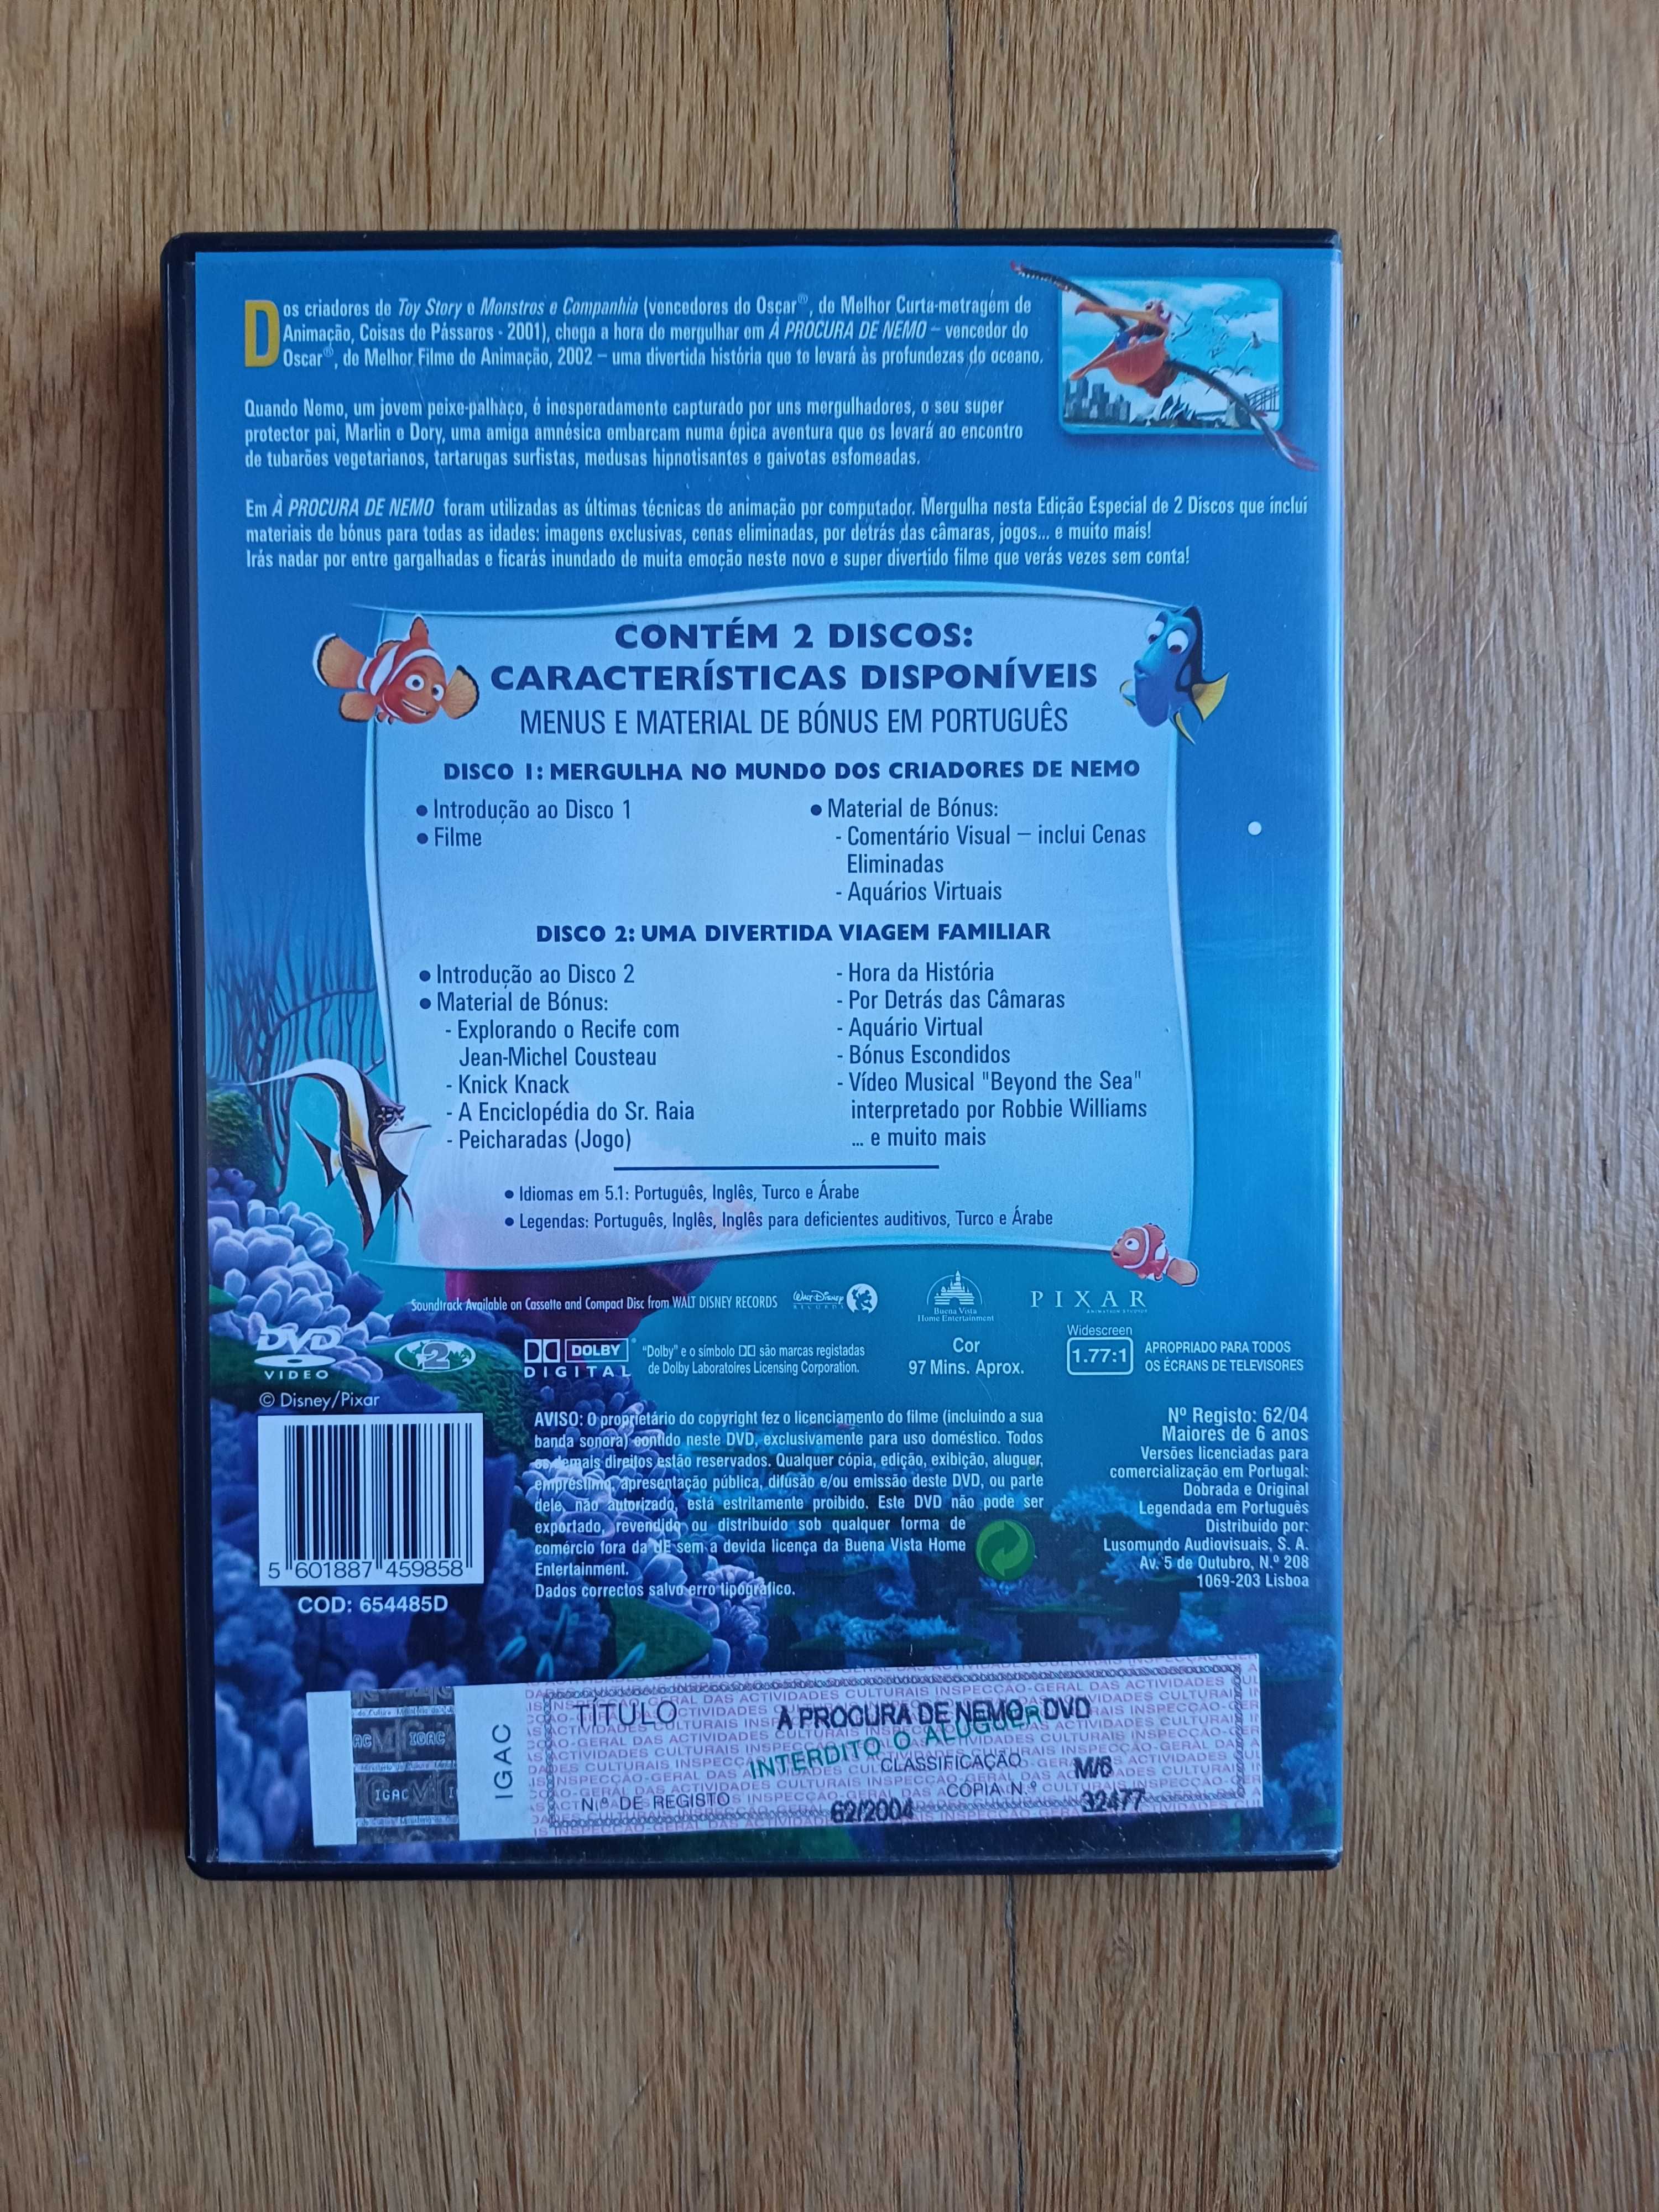 Dos criadores de Toy Story e Monstros e Companhia (vencedores do Oscar®, de Melhor Curta-metragem de
Animação, Coisas de Pássaros - 2001), chega a hora de mergulhar em À PROCURA DE NEMO – vencedor do
Oscar®, de Melhor Filme de Animação, 2002 – uma divertida história que te levará às profundezas do oceano.
Quando Nemo, um jovem peixe-palhaço, é inesperadamente capturado por uns mergulhadores, o seu super
protector pai, Marlin e Dory, uma amiga amnésica embarcam numa épica aventura que os levará ao encontro
de tubarões vegetarianos, tartarugas surfistas, medusas hipnotisantes e gaivotas esfomeadas.
Em À PROCURA DE NEMO foram utilizadas as últimas técnicas de animação por computador. Mergulha nesta Edição Especial de 2 Discos que inclui
materiais de bónus para todas as idades: imagens exclusivas, cenas eliminadas, por detrás das câmaras, jogos... e muito mais!
Irás nadar por entre gargalhadas e ficarás inundado de muita emoção neste novo e super divertido filme que verás vezes sem conta!
CONTÉM 2 DISCOS:
CARACTERÍSTICAS DISPONÍVEIS
MENUS E MATERIAL DE BÓNUS EM PORTUGUÊS
DISCO 1: MERGULHA NO MUNDO DOS CRIADORES DE NEMO
• Introdução ao Disco 1
• Filme
• Material de Bónus:
- Comentário Visual – inclui Cenas
Eliminadas
- Aquários Virtuais
DISCO 2: UMA DIVERTIDA VIAGEM FAMILIAR
• Introdução ao Disco 2
• Material de Bónus:
- Explorando o Recife com
Jean-Michel Cousteau
- Knick Knack
- A Enciclopédia do Sr. Raia
- Peicharadas (Jogo)
- Hora da História
- Por Detrás das Câmaras
- Aquário Virtual
- Bónus Escondidos
- Vídeo Musical "Beyond the Sea"
interpretado por Robbie Williams
... e muito mais
• Idiomas em 5.1: Português, Inglês, Turco e Árabe
• Legendas: Português, Inglês, Inglês para deficientes auditivos, Turco e Árabe
Soundtrack Available on Cassette and Compact Disc from WALT DISNEY RECORDS
Walt Disney
RECORDS
Buena Vista
Home Entertainment
PIXAR
ANIMATION STUDIOS
DVD
VIDEO
2
DOLBY
DIGITAL
"Dolby" e o símbolo são marcas registadas
de Dolby Laboratoires Licensing Corporation.
Cor
97 Mins. Aprox.
Widescreen
1.77:1
APROPRIADO PARA TODOS
OS ÉCRANS DE TELEVISORES
© Disney/Pixar
5 601887 459858
COD: 654485D
AVISO: O proprietário do copyright fez o licenciamento do filme (incluindo a sua
banda sonora) contido neste DVD, exclusivamente para uso doméstico. Todos
os demais direitos estão reservados. Qualquer cópia, edição, exibição, aluguer,
empréstimo, apresentação pública, difusão e/ou emissão deste DVD, ou parte
dele, não autorizado, está estritamente proibido. Este DVD não pode ser
exportado, revendido ou distribuído sob qualquer forma de
comércio fora da UE sem a devida licença da Buena Vista Home
Entertainment.
Dados correctos salvo erro tipográfico.
Nº Registo: 62/04
Maiores de 6 anos
Versões licenciadas para
comercialização em Portugal:
Dobrada e Original
Legendada em Português
Distribuído por:
Lusomundo Audiovisuais, S. A.
Av. 5 de Outubro, N.º 208
1069-203 Lisboa
IGAC
IGAC
IGAC
TÍTULO
A PROCURA DE NEMO - DVD
INTERDITO O ALUGUER
CLASSIFICAÇÃO
M/6
N.º DE REGISTO
62/2004
CÓPIA N.º
32477